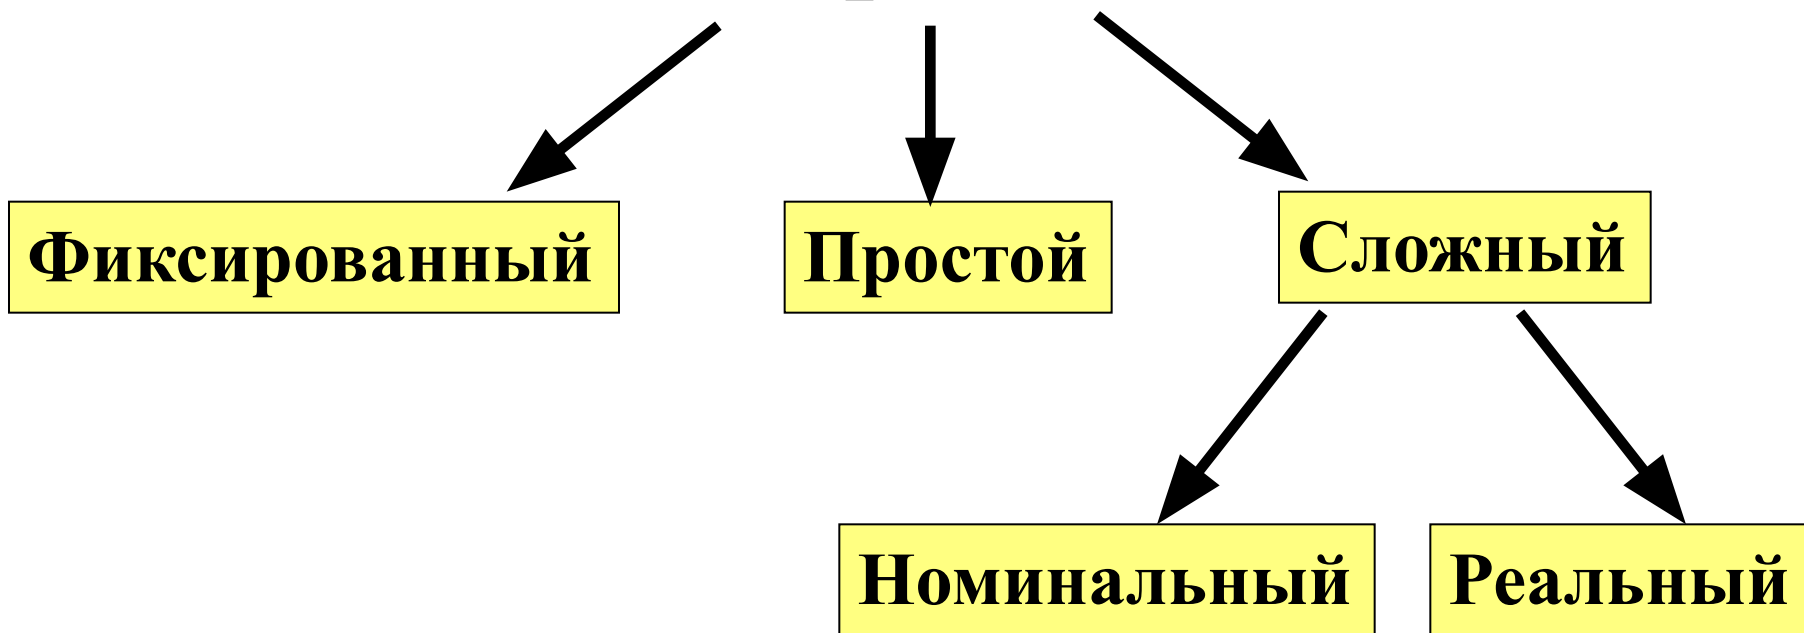 Фиксированный
Простой
Сложный
Номинальный
Реальный